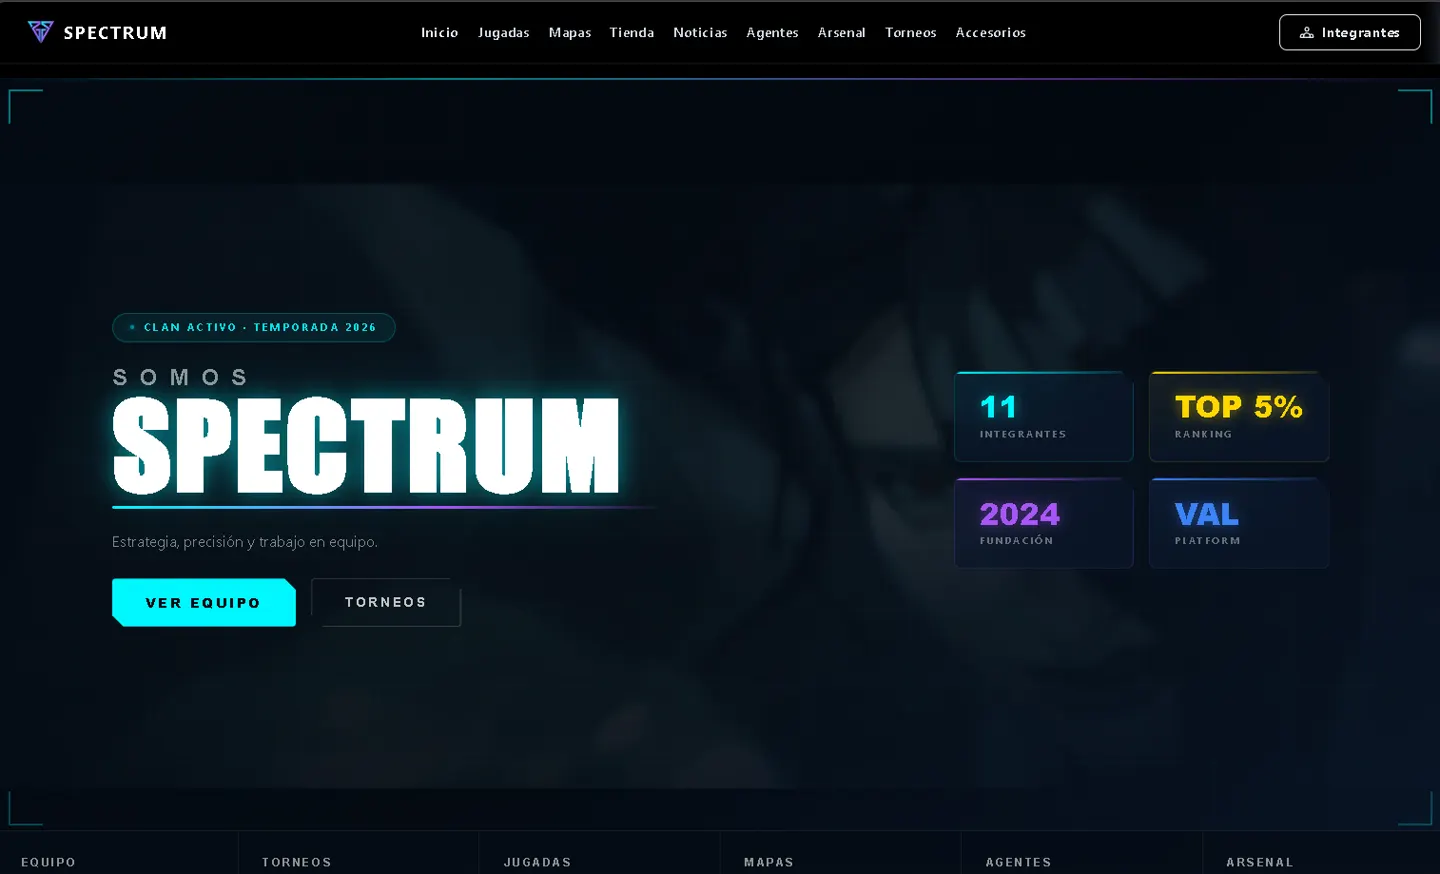 SPECTRUM
Inicio Jugadas Mapas Tienda Noticias Agentes Arsenal Torneos Accesorios
Integrantes
CLAN ACTIVO · TEMPORADA 2026
SOMOS
SPECTRUM
Estrategia, precisión y trabajo en equipo.
VER EQUIPO
TORNEOS
11
INTEGRANTES
TOP 5%
RANKING
2024
FUNDACIÓN
VAL
PLATFORM
EQUIPO
TORNEOS
JUGADAS
MAPAS
AGENTES
ARSENAL